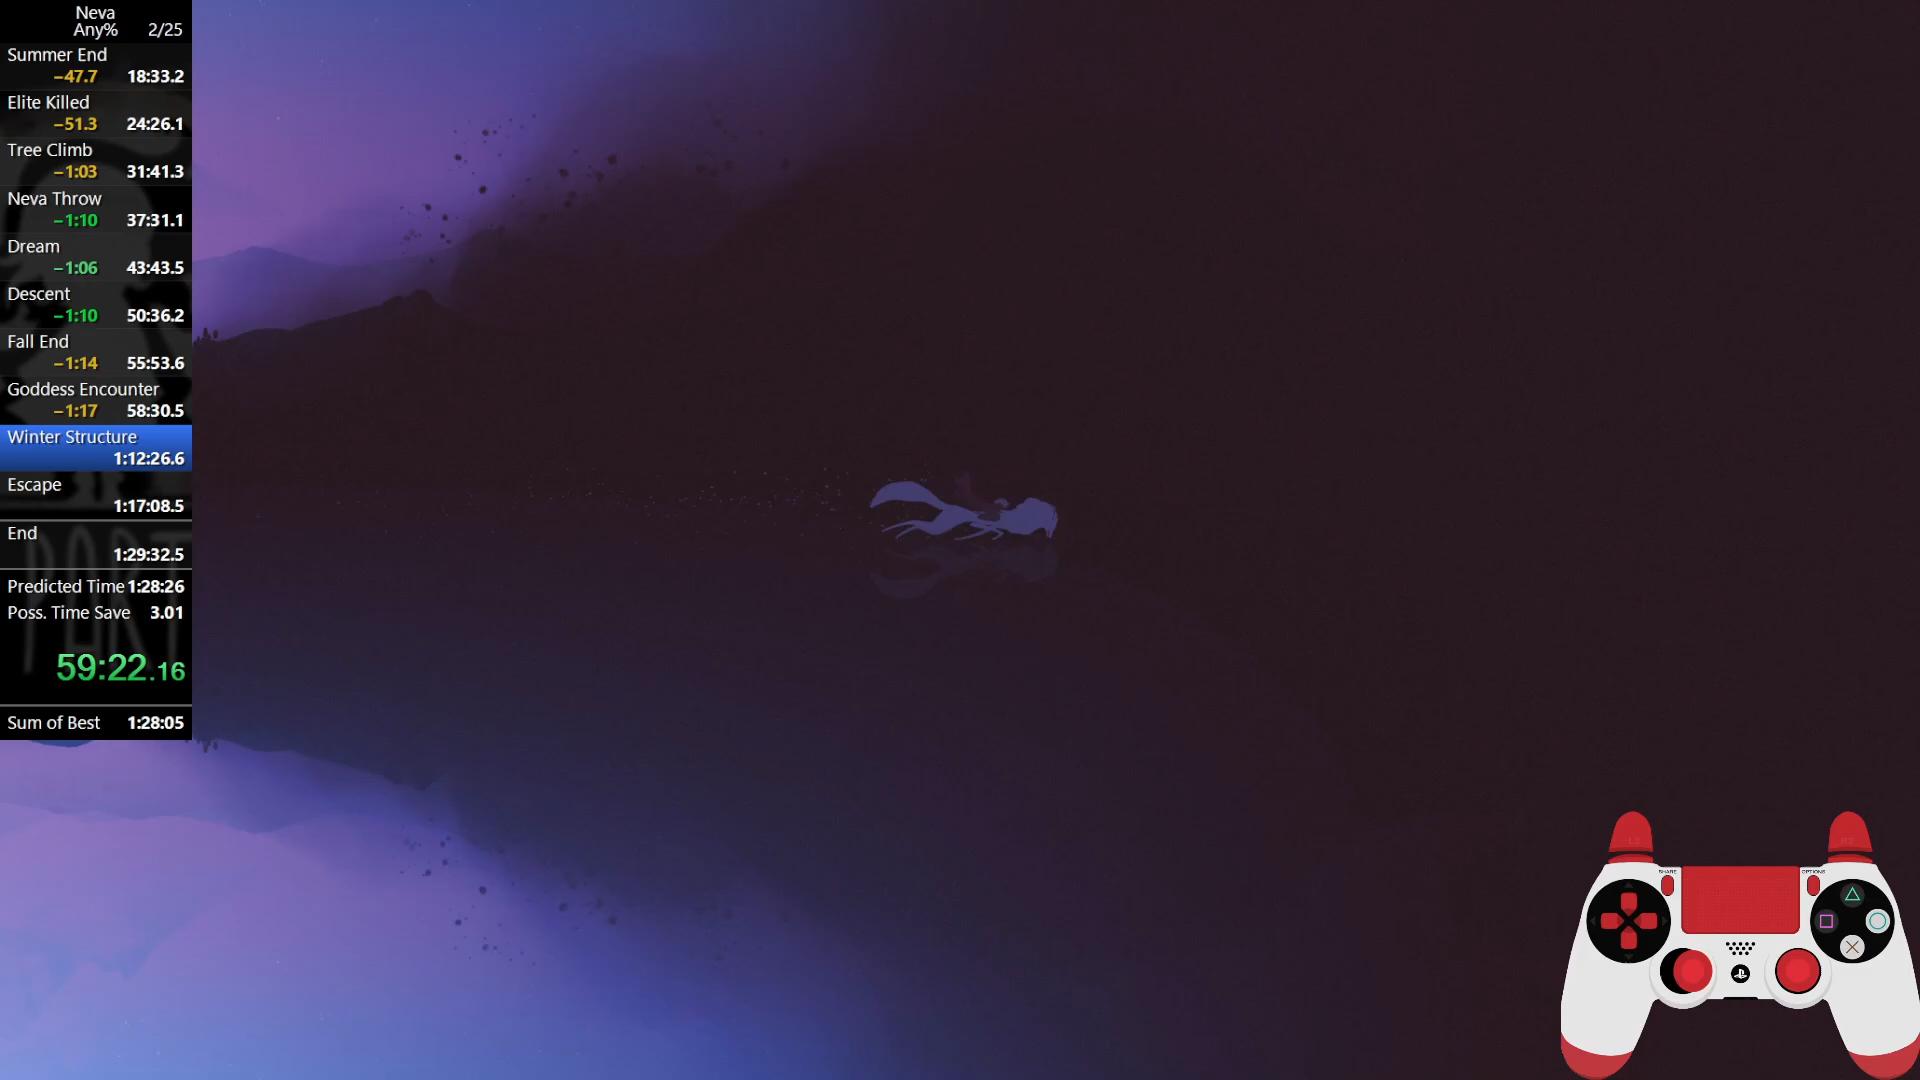 Neva
Any% 2/25
Summer End
−47.7 18:33.2
Elite Killed
−51.3 24:26.1
Tree Climb
−1:03 31:41.3
Neva Throw
−1:10 37:31.1
Dream
−1:06 43:43.5
Descent
−1:10 50:36.2
Fall End
−1:14 55:53.6
Goddess Encounter
−1:17 58:30.5
Winter Structure
1:12:26.6
Escape
1:17:08.5
End
1:29:32.5
Predicted Time 1:28:26
Poss. Time Save 3.01
PART
59:22.16
Sum of Best 1:28:05
SHARE
OPTIONS